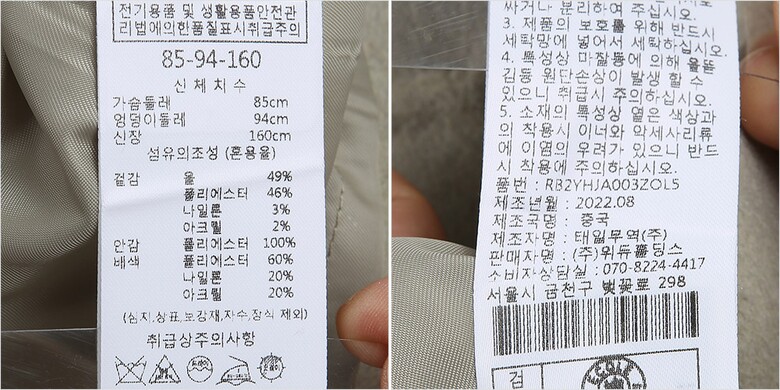 전기용품 및 생활용품안전관
리법에의한품질표시취급주의
85-94-160
신체치수
가슴둘레 85cm
엉덩이둘레 94cm
신장 160cm
섬유의조성 (혼용율)
겉감 울 49%
폴리에스터 46%
나일론 3%
아크릴 2%
안감 폴리에스터 100%
배색 폴리에스터 60%
나일론 20%
아크릴 20%
(심지,상표,보강재,자수,장식 제외)
취급상주의사항
싸거나 분리하여 주십시오.
3. 제품의 보호를 위해 반드시
세탁망에 넣어서 세탁하십시오.
4. 특성상 마찰등에 의해 올뜯
김등 원단손상이 발생할 수
있으니 취급시 주의하십시오.
5. 소재의 특성상 옅은 색상과
의 착용시 이너와 악세사리류
에 이염의 우려가 있으니 반드
시 착용에 주의하십시오.
품번 : RB2YHJA003ZOL5
제조년월 : 2022.08
제조국명 : 중국
제조자명 : 태일무역(주)
판매자명 : (주)위듀홀딩스
소비자상담실 : 070-8224-4417
서울시 금천구 벚꽃로 298
검
ECOLE